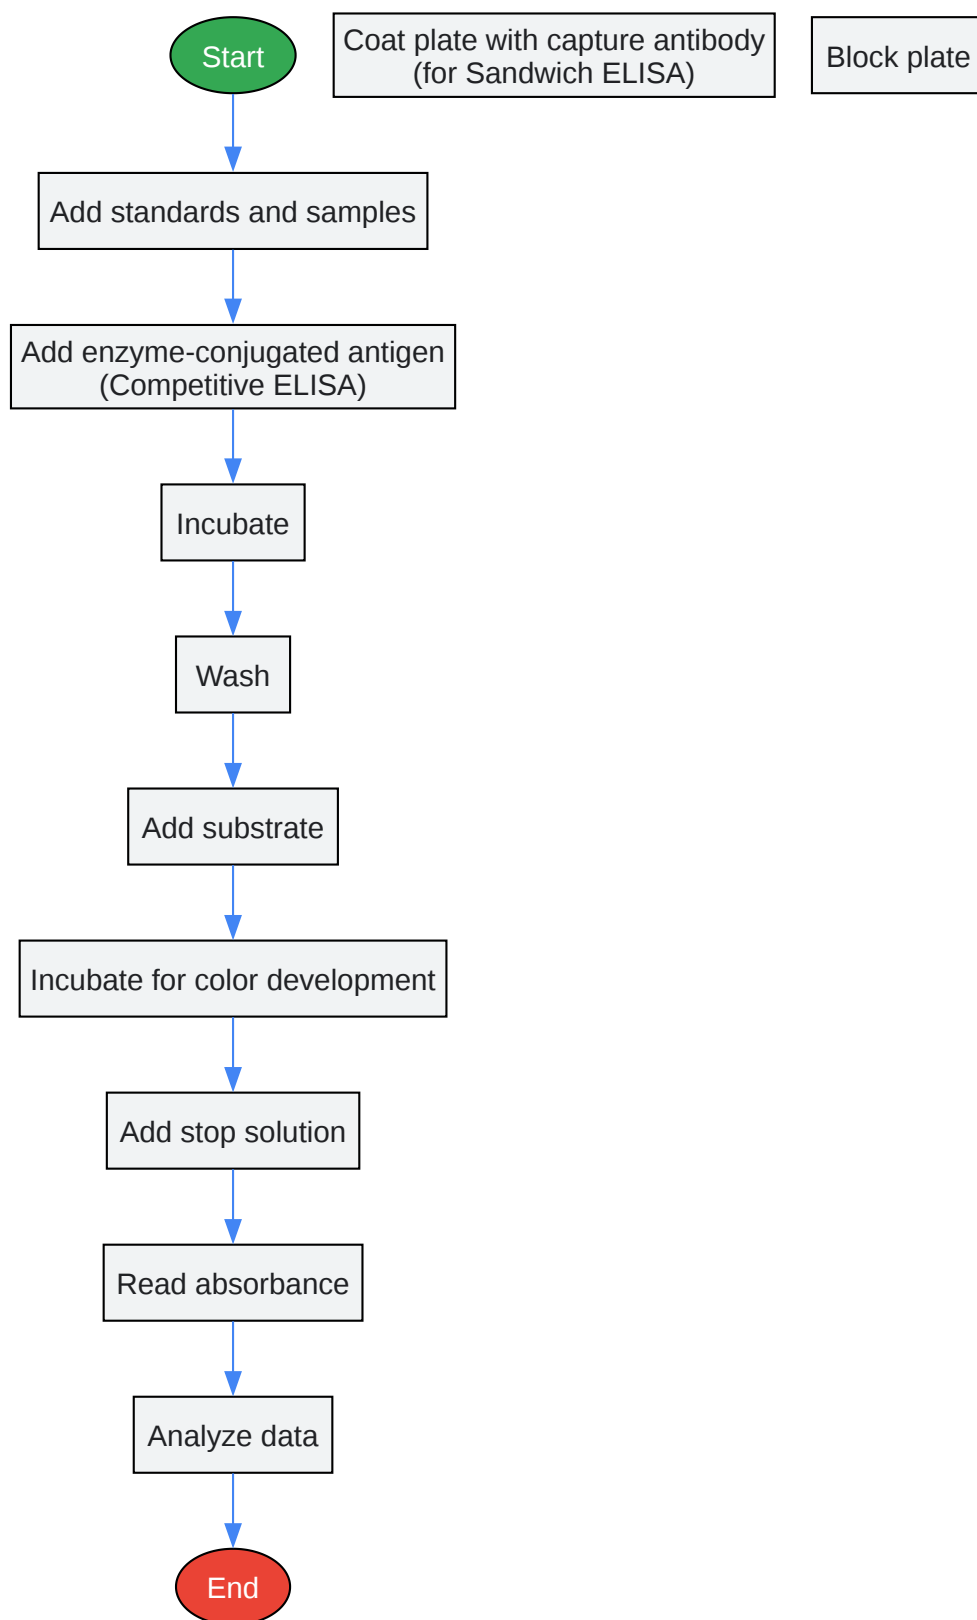 Start
Coat plate with capture antibody
(for Sandwich ELISA)
Block plate
Add standards and samples
Add enzyme-conjugated antigen
(Competitive ELISA)
Incubate
Wash
Add substrate
Incubate for color development
Add stop solution
Read absorbance
Analyze data
End